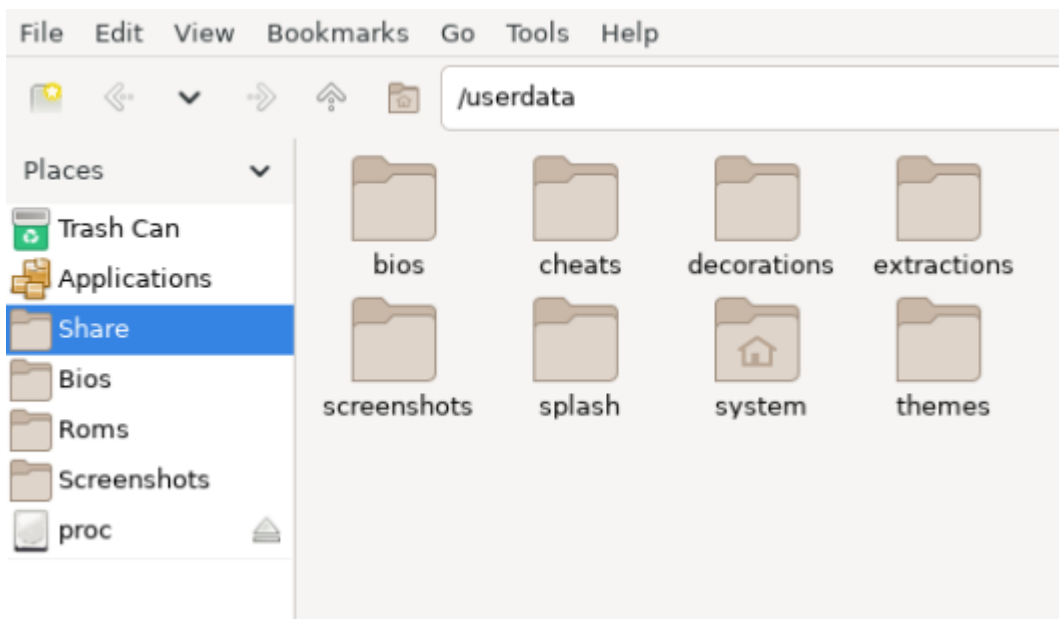 File Edit View Bookmarks Go Tools Help
/userdata
Places
Trash Can
Applications
Share
Bios
Roms
Screenshots
proc
bios cheats decorations extractions
screenshots splash system themes